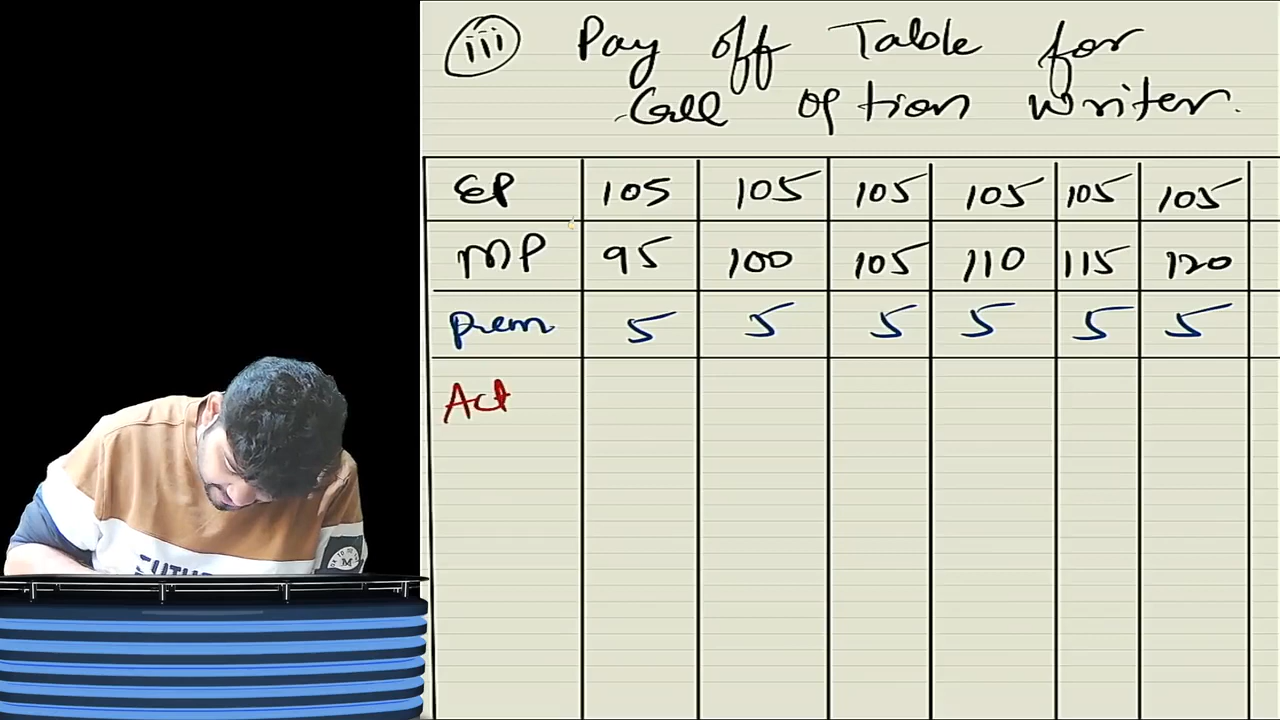 iii Pay off Table for
Call option writer.
EP 105 105 105 105 105 105
MP 95 100 105 110 115 120
Prem 5 5 5 5 5 5
Act